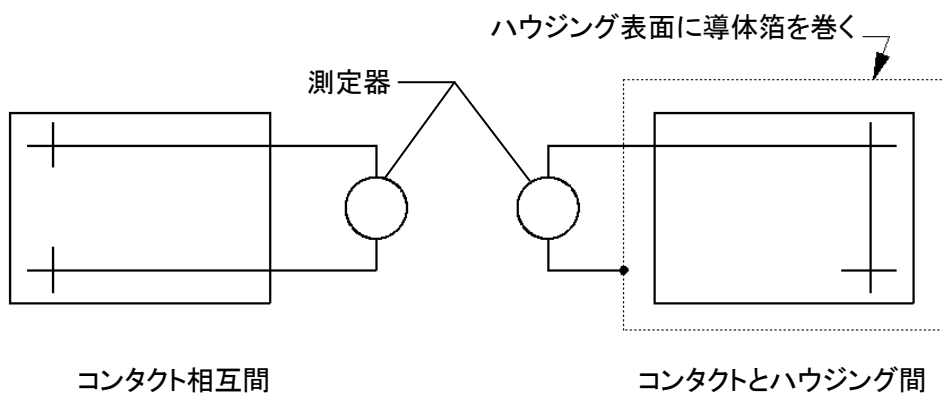 ハウジング表面に導体箔を巻く
測定器
コンタクト相互間
コンタクトとハウジング間